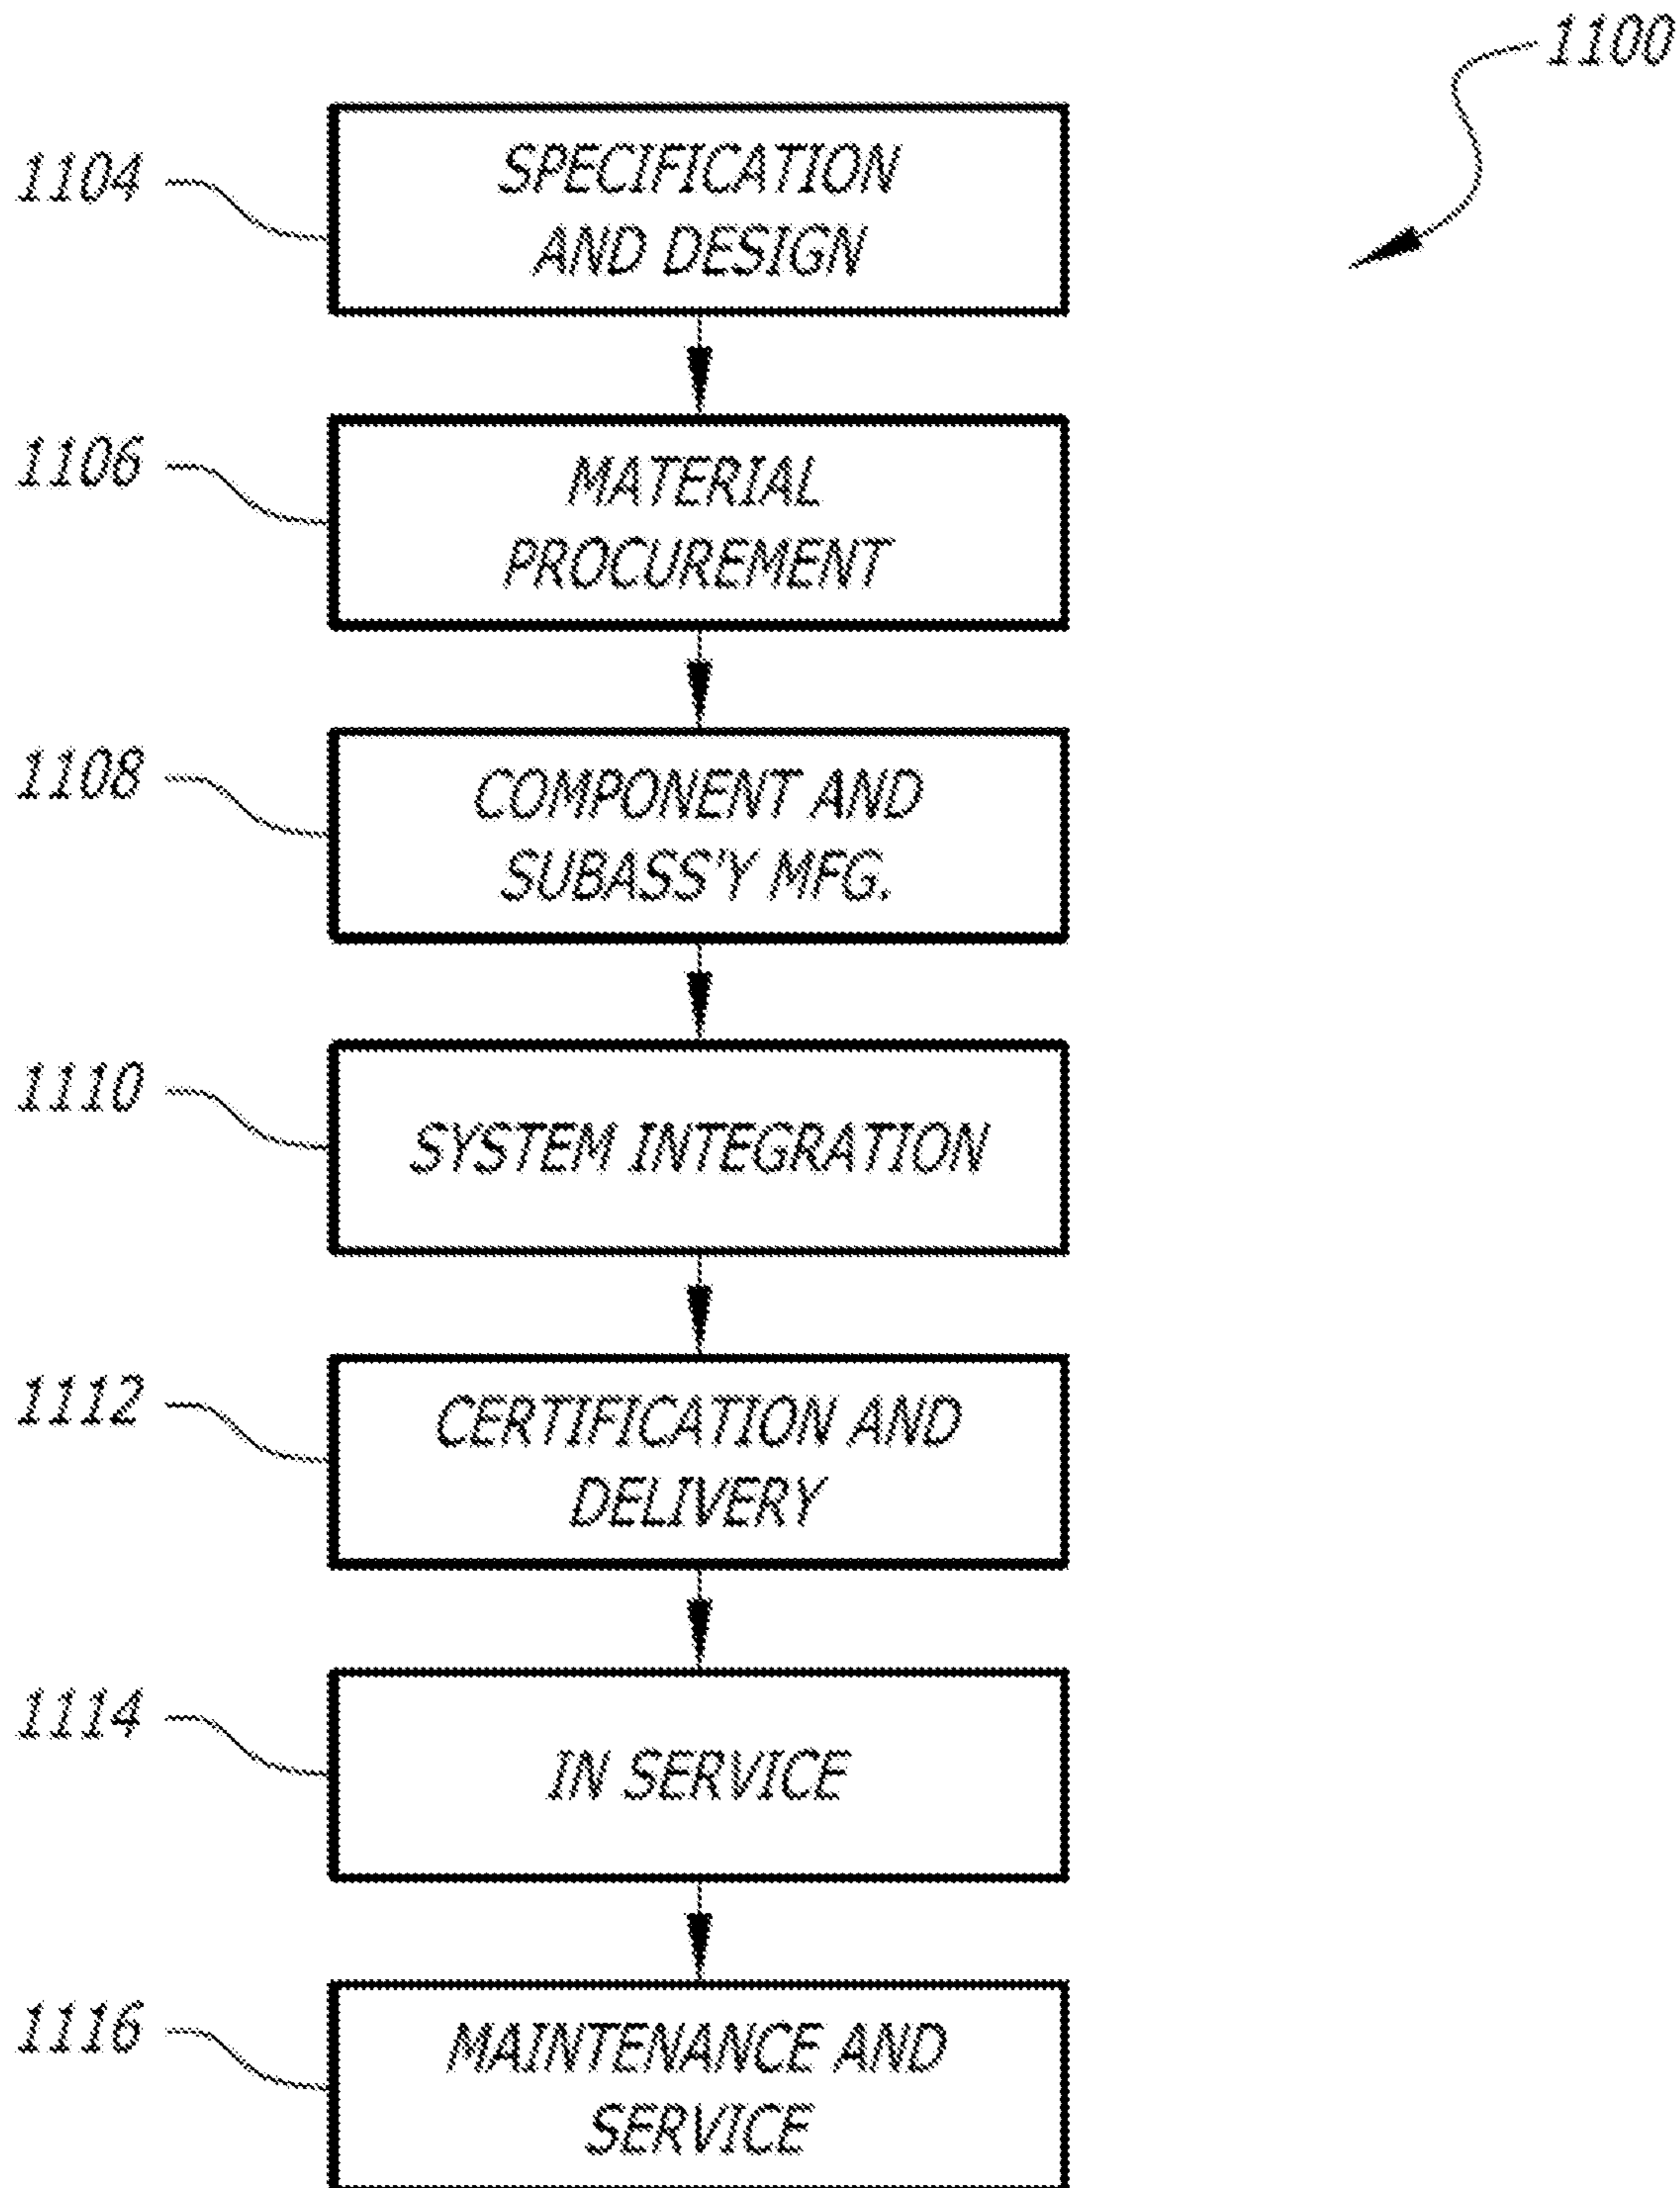 1100
1104
SPECIFICATION
AND DESIGN
1106
MATERIAL
PROCUREMENT
1108
COMPONENT AND
SUBASS'Y MFG.
1110
SYSTEM INTEGRATION
1112
CERTIFICATION AND
DELIVERY
1114
IN SERVICE
1116
MAINTENANCE AND
SERVICE